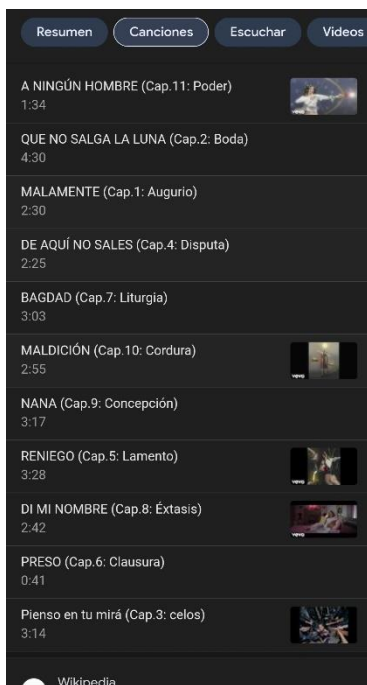 Resumen Canciones Escuchar Videos
A NINGÚN HOMBRE (Cap.11: Poder)
1:34
QUE NO SALGA LA LUNA (Cap.2: Boda)
4:30
MALAMENTE (Cap.1: Augurio)
2:30
DE AQUÍ NO SALES (Cap.4: Disputa)
2:25
BAGDAD (Cap.7: Liturgia)
3:03
MALDICIÓN (Cap.10: Cordura)
2:55
vevo
NANA (Cap.9: Concepción)
3:17
RENIEGO (Cap.5: Lamento)
3:28
vevo
DI MI NOMBRE (Cap.8: Éxtasis)
2:42
vevo
PRESO (Cap.6: Clausura)
0:41
Pienso en tu mirá (Cap.3: celos)
3:14
Wikipedia